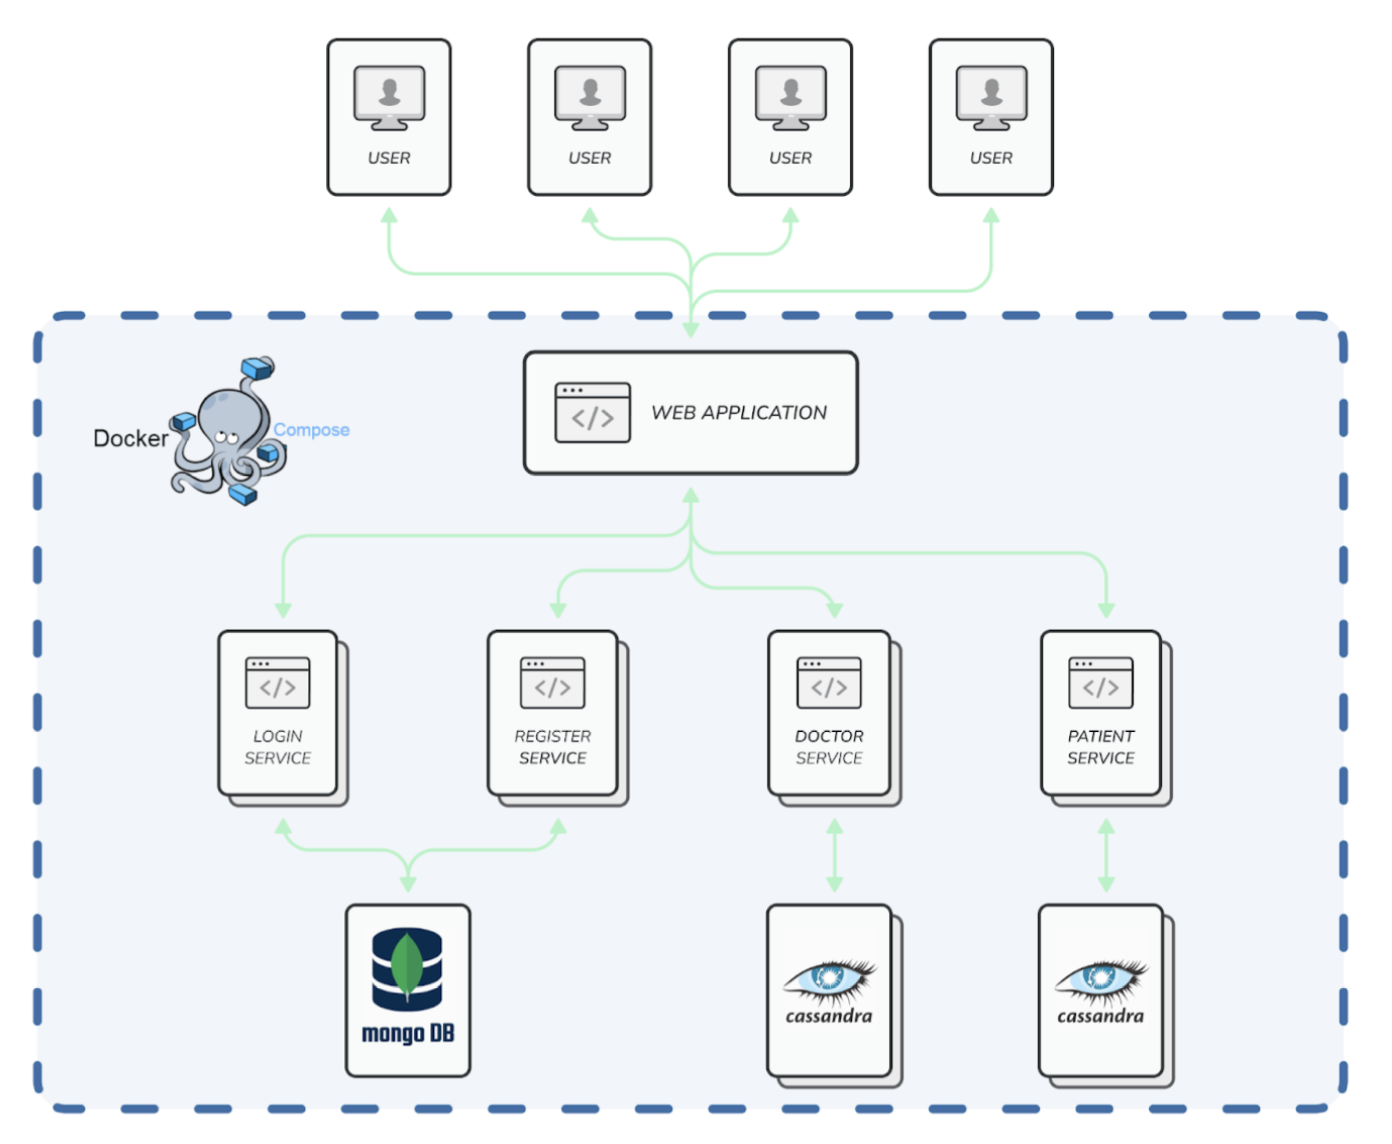 USER
USER
USER
USER
Docker
Compose
WEB APPLICATION
LOGIN
SERVICE
REGISTER
SERVICE
DOCTOR
SERVICE
PATIENT
SERVICE
mongo DB
cassandra
cassandra